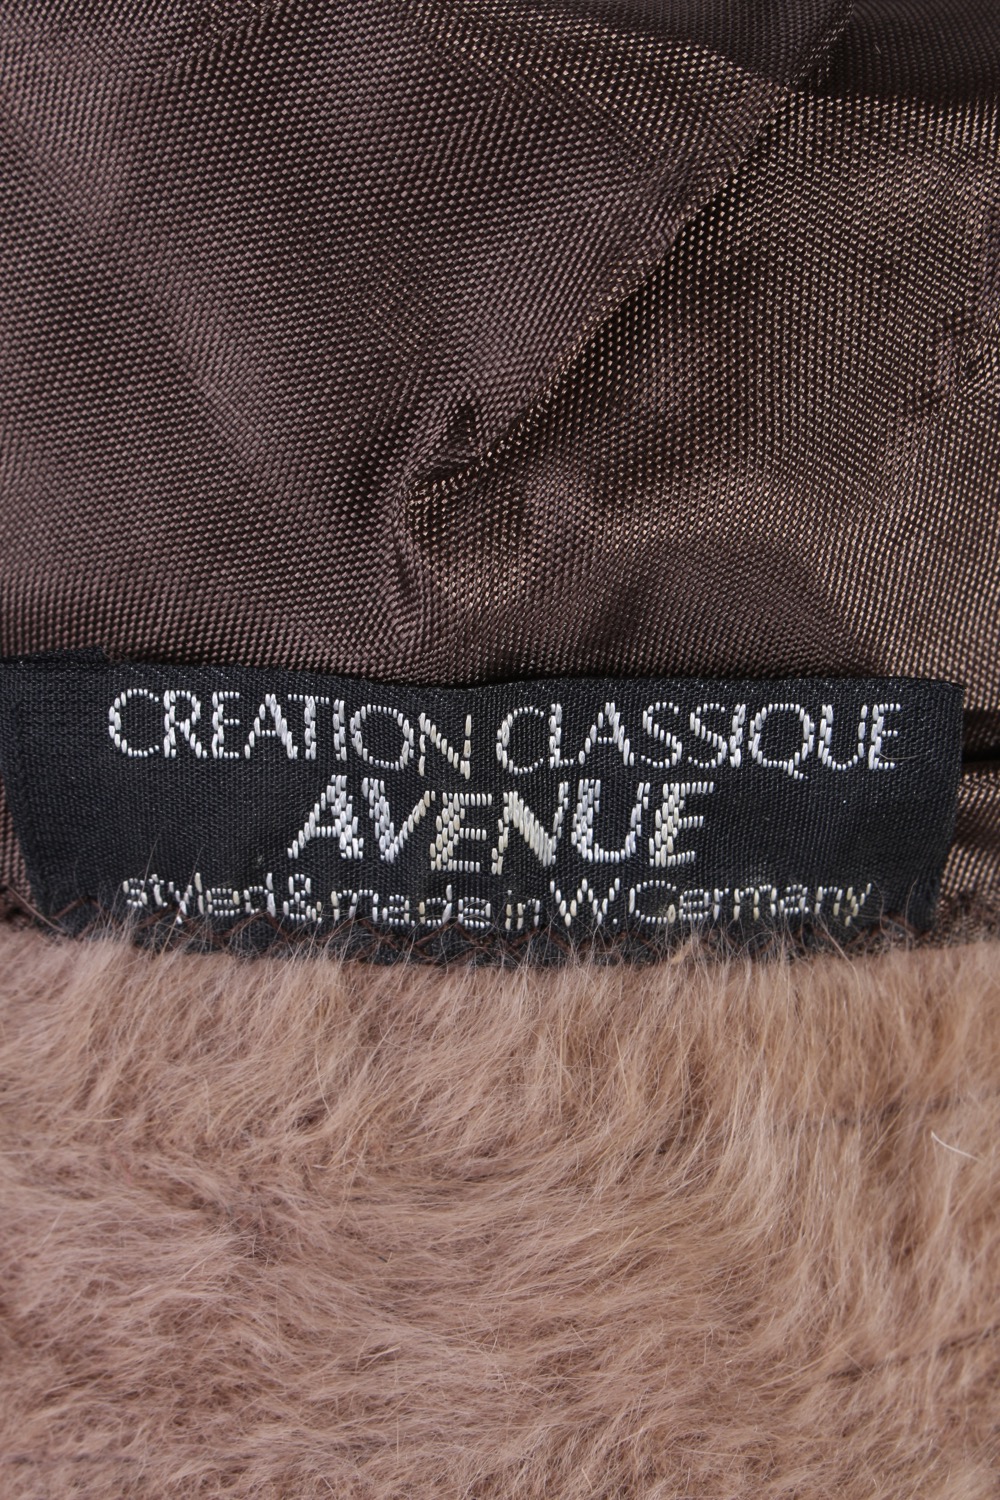 CREATION CLASSIQUE
AVENUE
styled & made in W. Germany